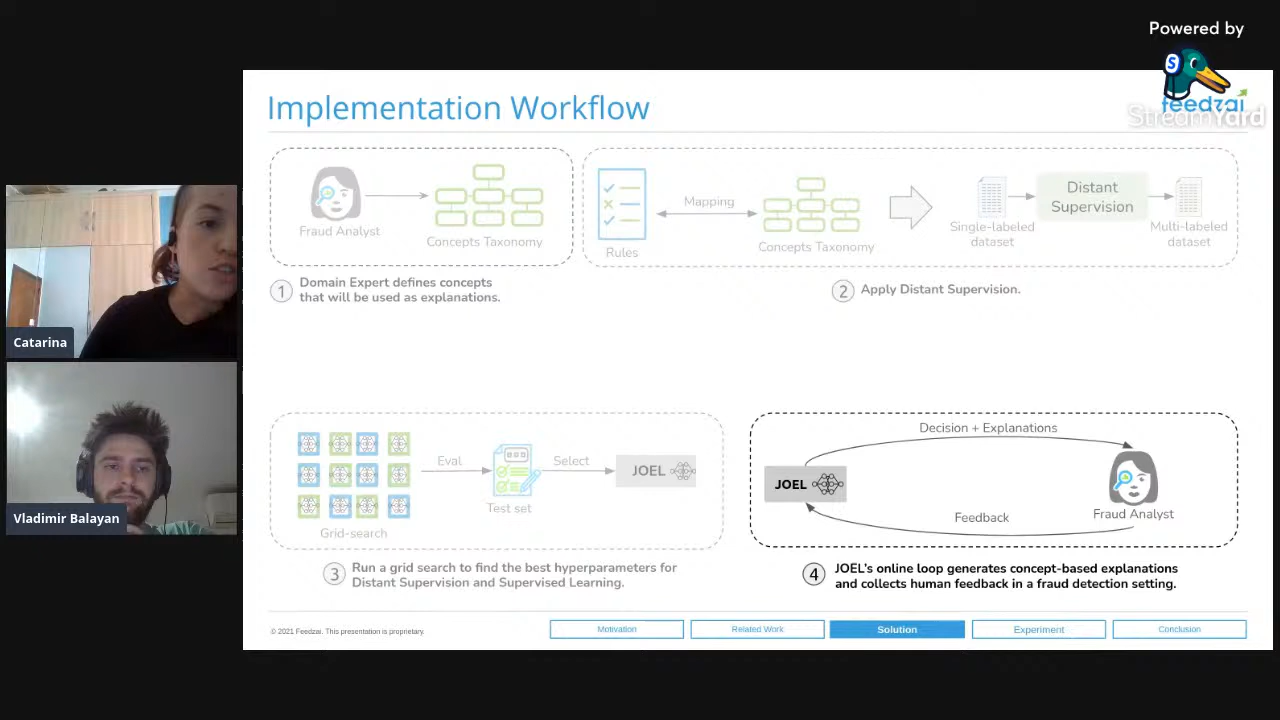 Powered by
S
feedzai
StreamYard
Implementation Workflow
Fraud Analyst
Concepts Taxonomy
Rules
Mapping
Concepts Taxonomy
Single-labeled
dataset
Distant
Supervision
Multi-labeled
dataset
1
Domain Expert defines concepts
that will be used as explanations.
2
Apply Distant Supervision.
Catarina
Vladimir Balayan
Grid-search
Eval
Test set
Select
JOEL
3
Run a grid search to find the best hyperparameters for
Distant Supervision and Supervised Learning.
Decision + Explanations
JOEL
Fraud Analyst
Feedback
4
JOEL’s online loop generates concept-based explanations
and collects human feedback in a fraud detection setting.
© 2021 Feedzai. This presentation is proprietary.
Motivation
Related Work
Solution
Experiment
Conclusion